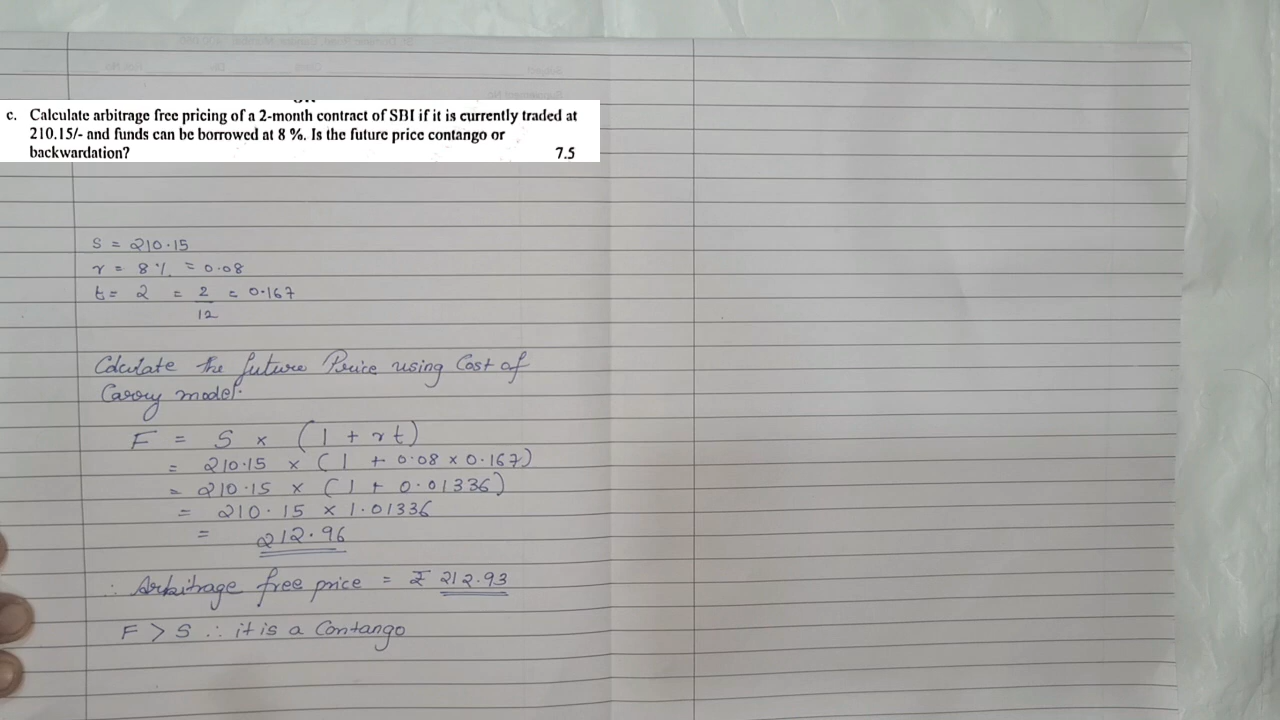 c. Calculate arbitrage free pricing of a 2-month contract of SBI if it is currently traded at
210.15/- and funds can be borrowed at 8 %. Is the future price contango or
backwardation? 7.5
S = 210.15
r = 8% = 0.08
t = 2 = 2/12 = 0.167
Calculate the future Price using Cost of
Carry model.
F = S × (1 + rt)
= 210.15 × (1 + 0.08 × 0.167)
= 210.15 × (1 + 0.01336)
= 210.15 × 1.01336
= 212.96
∴ Arbitrage free price = ₹ 212.93
F > S ∴ it is a Contango